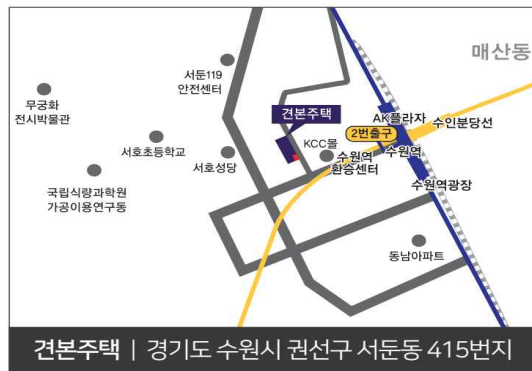 매산동
서둔119
안전센터
무궁화
전시박물관
견본주택
AK플라자
수인분당선
2번출구
KCC몰
서호초등학교
서호성당
수원역
환승센터
수원역
수원역광장
국립식량과학원
가공이용연구동
동남아파트
견본주택 | 경기도 수원시 권선구 서둔동 415번지